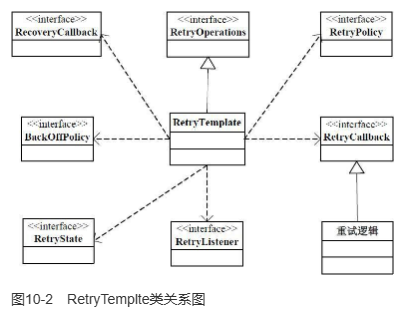 <<interface>>
RecoveryCallback
<<interface>>
RetryOperations
<<interface>>
RetryPolicy
<<interface>>
BackOffPolicy
RetryTemplate
<<interface>>
RetryCallback
<<interface>>
RetryState
<<interface>>
RetryListener
重试逻辑
图10-2 RetryTemplte类关系图